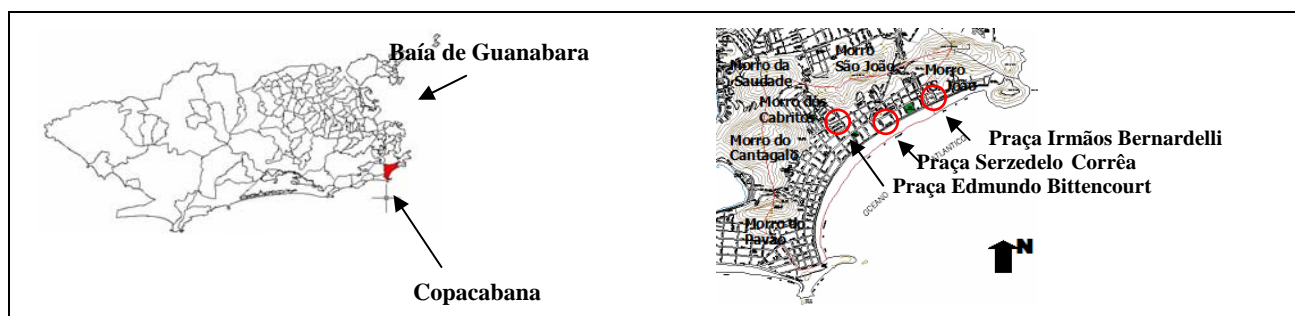 Baía de Guanabara
Copacabana
Morro
São João
Morro da
Saudade
Morro
João
Morro dos
Cabritos
Morro do
Cantagalo
Praça Irmãos Bernardelli
ATLANTICO
Praça Serzedelo Corrêa
Praça Edmundo Bittencourt
OCEANO
Morro do
Pavão
N